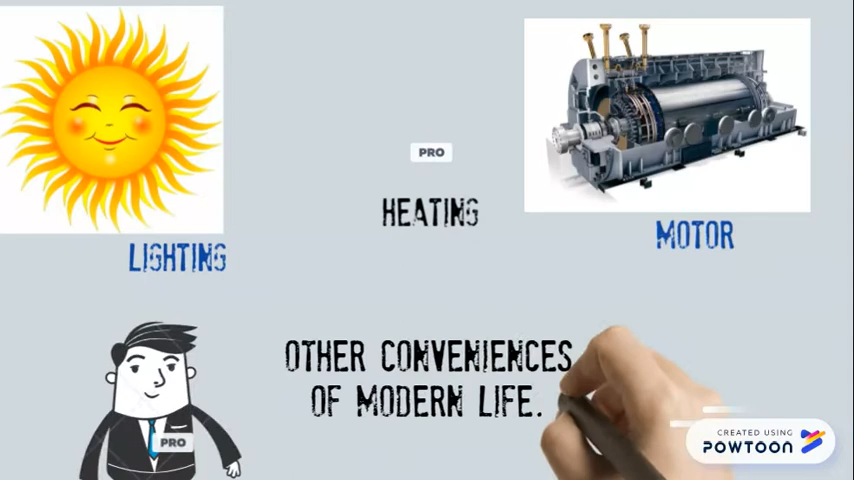 PRO
HEATING
MOTOR
LIGHTING
OTHER CONVENIENCES
OF MODERN LIFE.
PRO
CREATED USING
POWTOON